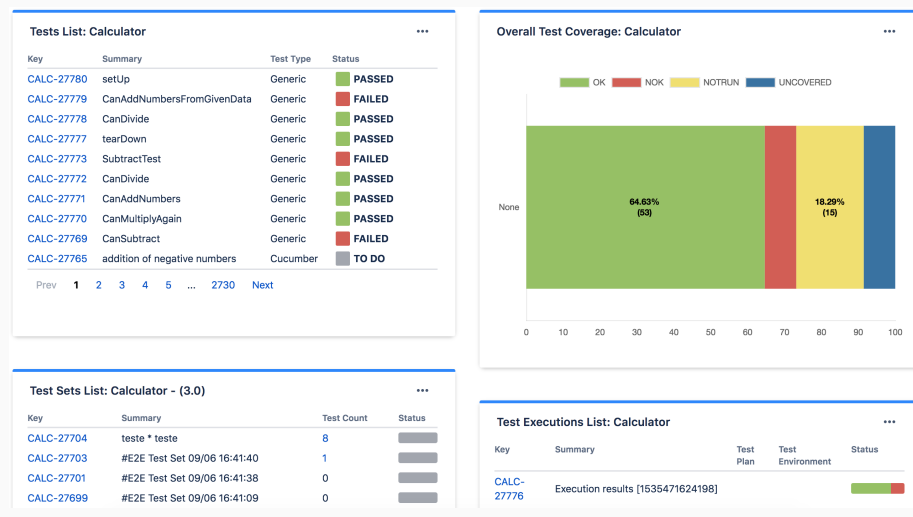 Tests List: Calculator
Key Summary Test Type Status
CALC-27780 setUp Generic PASSED
CALC-27779 CanAddNumbersFromGivenData Generic FAILED
CALC-27778 CanDivide Generic PASSED
CALC-27777 tearDown Generic PASSED
CALC-27773 SubtractTest Generic FAILED
CALC-27772 CanDivide Generic PASSED
CALC-27771 CanAddNumbers Generic PASSED
CALC-27770 CanMultiplyAgain Generic PASSED
CALC-27769 CanSubtract Generic FAILED
CALC-27765 addition of negative numbers Cucumber TO DO
Prev 1 2 3 4 5 ... 2730 Next
Overall Test Coverage: Calculator
OK NOK NOTRUN UNCOVERED
None
64.63%
(53)
18.29%
(15)
0 10 20 30 40 50 60 70 80 90 100
Test Sets List: Calculator - (3.0)
Key Summary Test Count Status
CALC-27704 teste * teste 8
CALC-27703 #E2E Test Set 09/06 16:41:40 1
CALC-27701 #E2E Test Set 09/06 16:41:38 0
CALC-27699 #E2E Test Set 09/06 16:41:09 0
Test Executions List: Calculator
Key Summary Test Plan Test Environment Status
CALC-27776 Execution results [1535471624198]